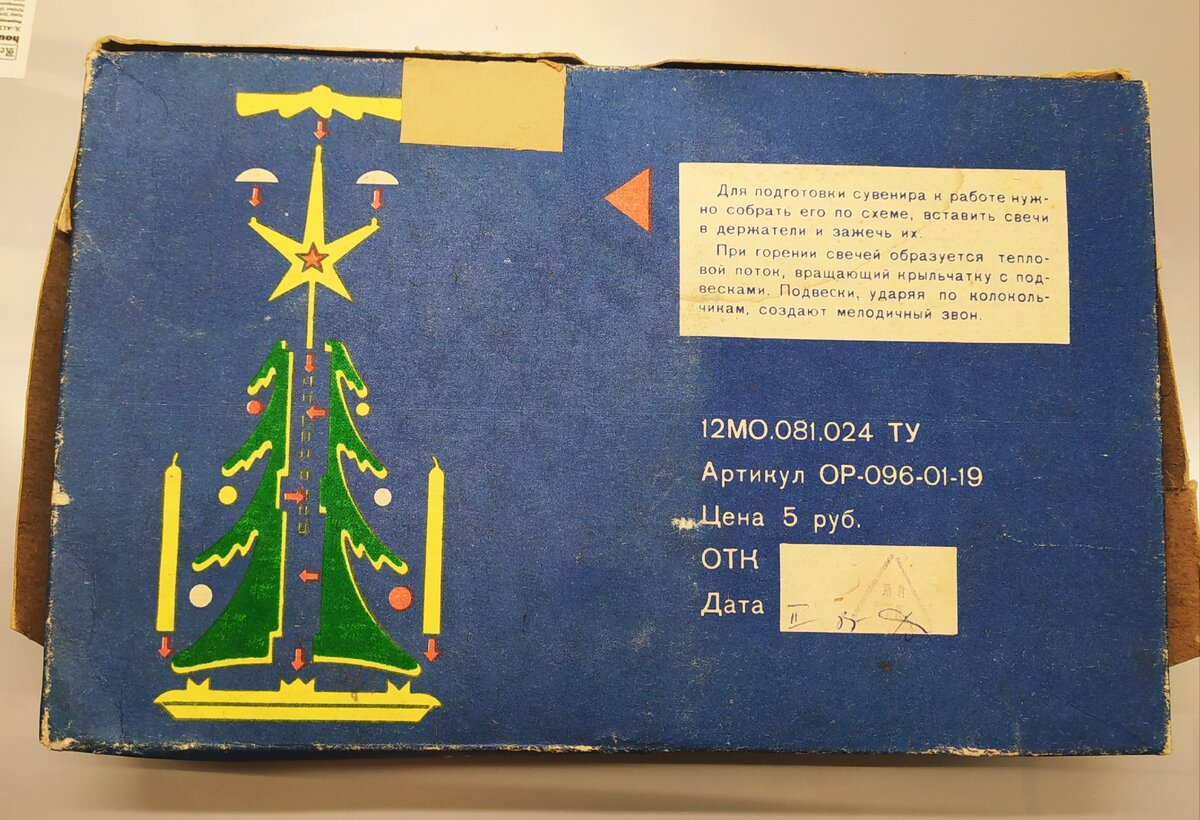 Для подготовки сувенира к работе нуж-
но собрать его по схеме, вставить свечи
в держатели и зажечь их.
При горении свечей образуется тепло-
вой поток, вращающий крыльчатку с под-
весками. Подвески, ударяя по колоколь-
чикам, создают мелодичный звон.
12МО.081.024 ТУ
Артикул ОР-096-01-19
Цена 5 руб.
ОТК
Дата
II